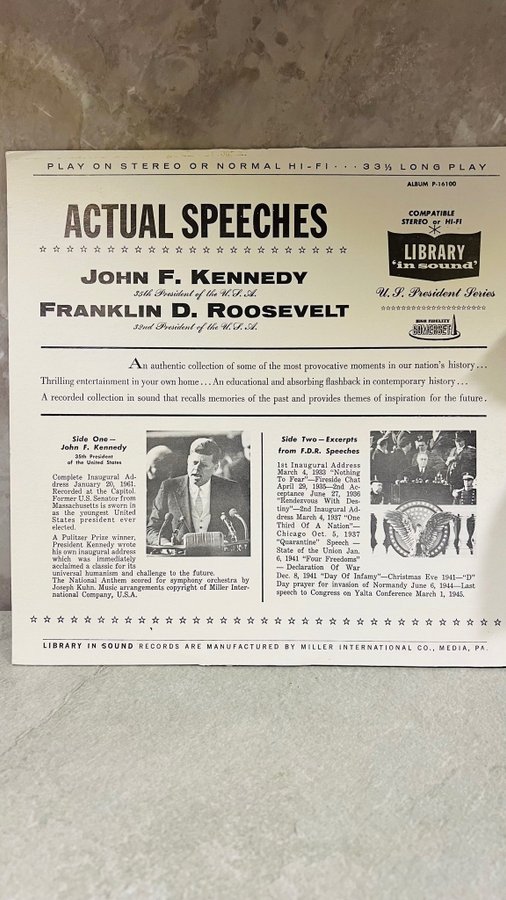 PLAY ON STEREO OR NORMAL HI-FI · · · 33⅓ LONG PLAY
ALBUM P-16100
ACTUAL SPEECHES
JOHN F. KENNEDY
35th President of the U.S.A.
FRANKLIN D. ROOSEVELT
32nd President of the U.S.A.
COMPATIBLE
STEREO or HI-FI
LIBRARY
'in sound'
U.S. President Series
HIGH FIDELITY
SOMERSET
An authentic collection of some of the most provocative moments in our nation's history . . .
Thrilling entertainment in your own home . . . An educational and absorbing flashback in contemporary history . . .
A recorded collection in sound that recalls memories of the past and provides themes of inspiration for the future.
Side One—
John F. Kennedy
35th President
of the United States
Complete Inaugural Ad-
dress January 20, 1961.
Recorded at the Capitol.
Former U.S. Senator from
Massachusetts is sworn in
as the youngest United
States president ever
elected.
A Pulitzer Prize winner,
President Kennedy wrote
his own inaugural address
which was immediately
acclaimed a classic for its
universal humanism and challenge to the future.
The National Anthem scored for symphony orchestra by
Joseph Kuhn. Music arrangements copyright of Miller Inter-
national Company, U.S.A.
Side Two—Excerpts
from F.D.R. Speeches
1st Inaugural Address
March 4, 1933 "Nothing
To Fear"—Fireside Chat
April 29, 1935—2nd Ac-
ceptance June 27, 1936
"Rendezvous With Des-
tiny"—2nd Inaugural Ad-
dress March 4, 1937 "One
Third Of A Nation"—
Chicago Oct. 5, 1937
"Quarantine" Speech —
State of the Union Jan.
6, 1941 "Four Freedoms"
— Declaration Of War
Dec. 8, 1941 "Day Of Infamy"—Christmas Eve 1941—"D"
Day prayer for invasion of Normandy June 6, 1944—Last
speech to Congress on Yalta Conference March 1, 1945.
LIBRARY IN SOUND RECORDS ARE MANUFACTURED BY MILLER INTERNATIONAL CO., MEDIA, PA.